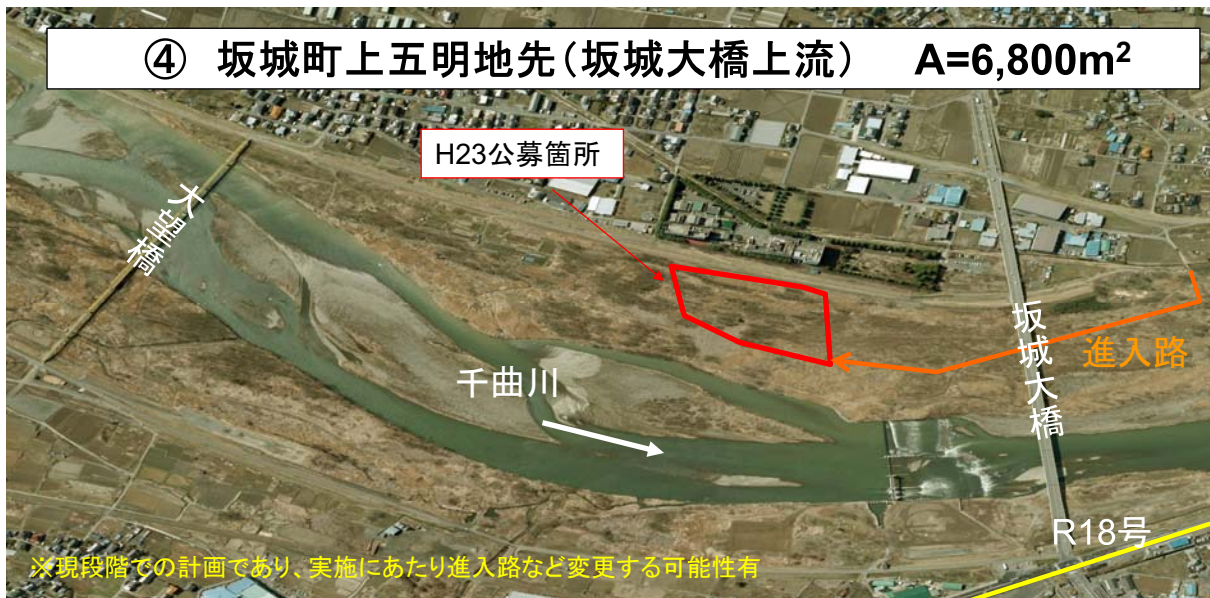 ④ 坂城町上五明地先(坂城大橋上流) A=6,800m²
H23公募箇所
大望橋
千曲川
坂城大橋
進入路
R18号
※現段階での計画であり、実施にあたり進入路など変更する可能性有